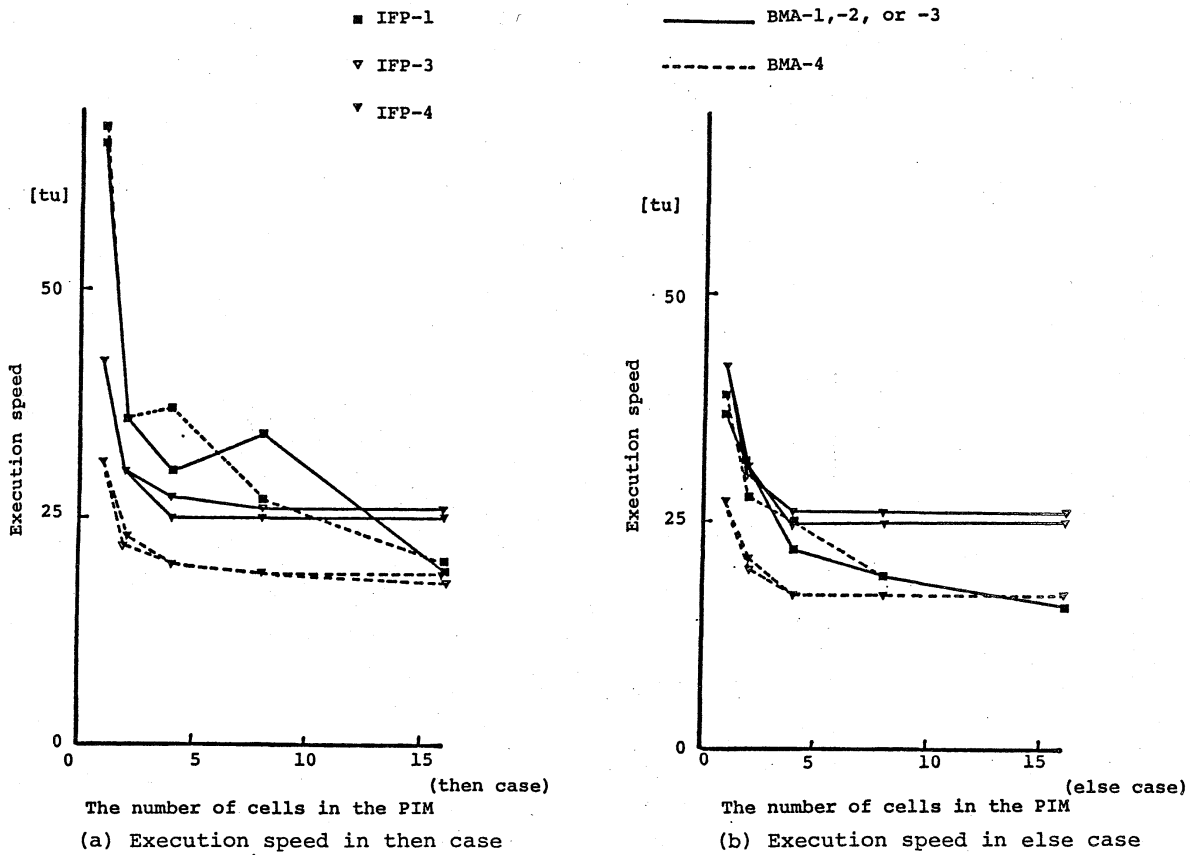 IFP-1
IFP-3
IFP-4
BMA-1,-2, or -3
BMA-4
[tu]
50
25
0
Execution speed
0
5
10
15
(then case)
The number of cells in the PIM
(a) Execution speed in then case
[tu]
50
25
0
Execution speed
0
5
10
15
(else case)
The number of cells in the PIM
(b) Execution speed in else case